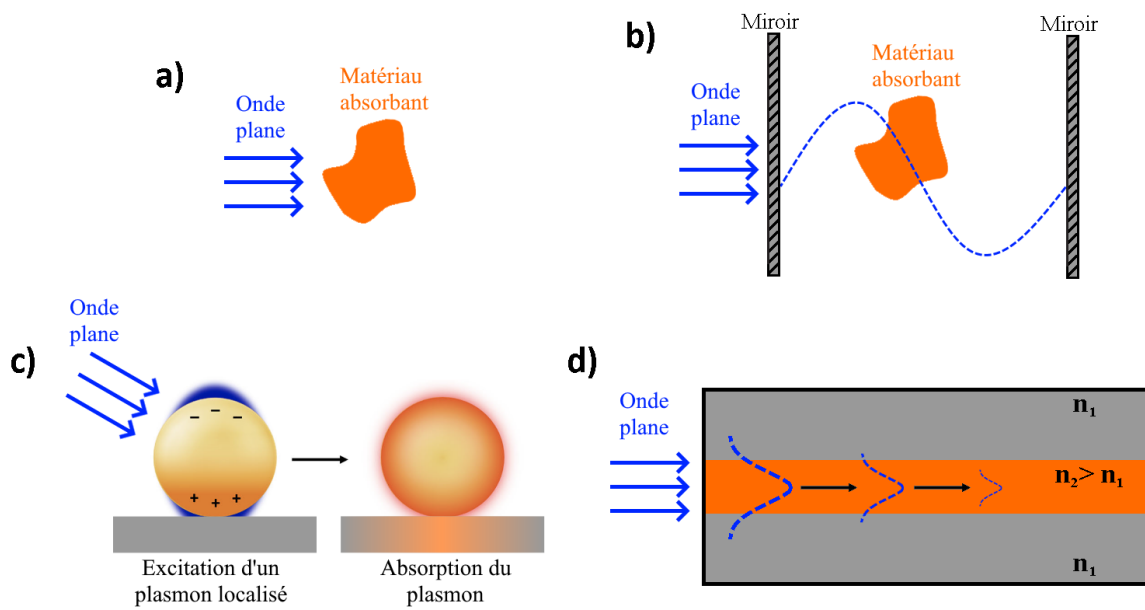 a)
Onde
plane
Matériau
absorbant
b)
Miroir
Miroir
Onde
plane
Matériau
absorbant
c)
Onde
plane
– – –
+ + +
Excitation d'un
plasmon localisé
Absorption du
plasmon
d)
Onde
plane
n₁
n₂> n₁
n₁